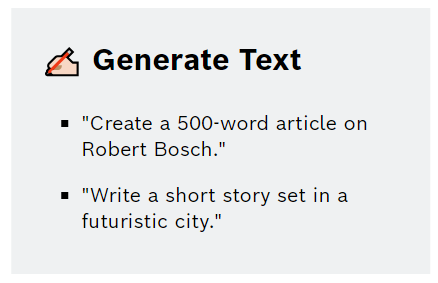 ✍ Generate Text
▪ "Create a 500-word article on
Robert Bosch."
▪ "Write a short story set in a
futuristic city."